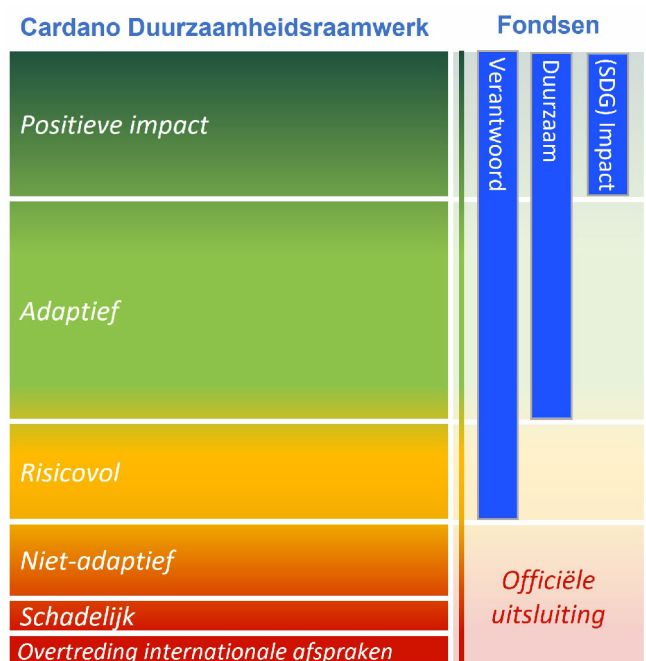 Cardano Duurzaamheidsraamwerk
Fondsen
Positieve impact
Adaptief
Risicovol
Niet-adaptief
Schadelijk
Overtreding internationale afspraken
Verantwoord
Duurzaam
(SDG) Impact
Officiële
uitsluiting